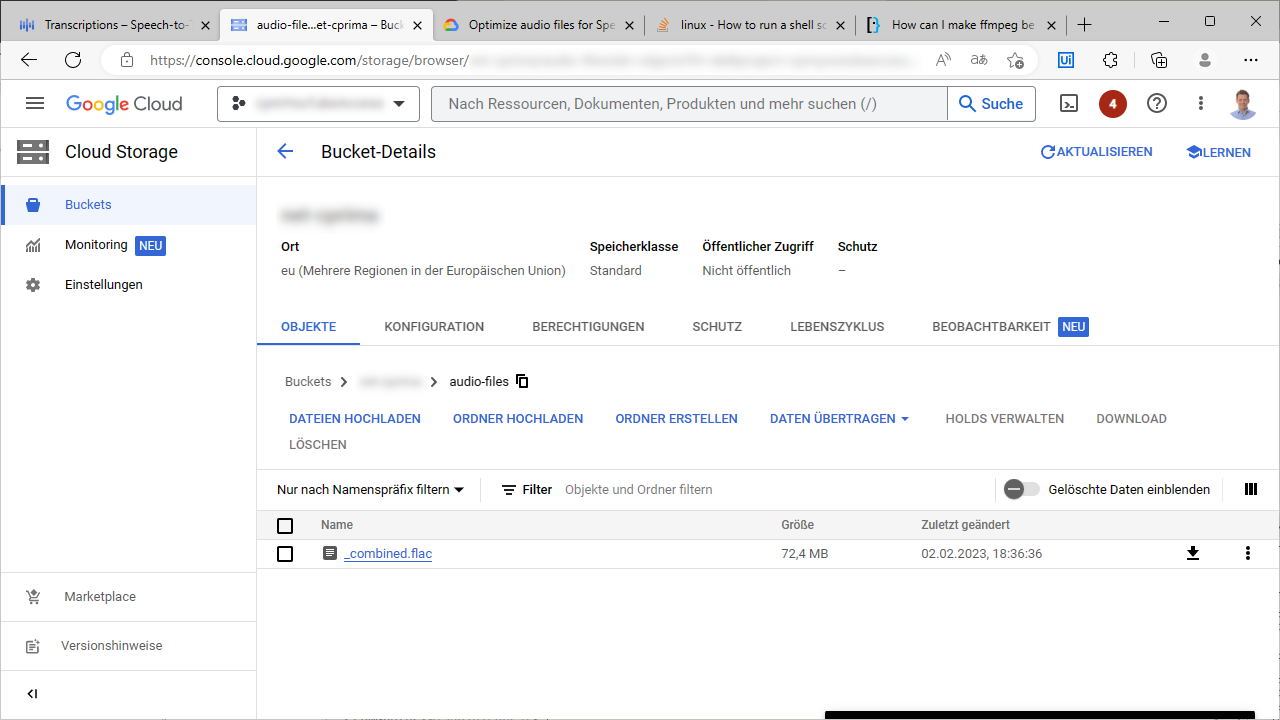 Transcriptions – Speech-to-
audio-file...et-cprima – Buck
Optimize audio files for Spe
linux - How to run a shell sc
How can I make ffmpeg be
https://console.cloud.google.com/storage/browser/
Google Cloud
Nach Ressourcen, Dokumenten, Produkten und mehr suchen (/)
Suche
4
Cloud Storage
Bucket-Details
AKTUALISIEREN
LERNEN
Buckets
Monitoring NEU
Einstellungen
Ort
Speicherklasse
Öffentlicher Zugriff
Schutz
eu (Mehrere Regionen in der Europäischen Union)
Standard
Nicht öffentlich
–
OBJEKTE
KONFIGURATION
BERECHTIGUNGEN
SCHUTZ
LEBENSZYKLUS
BEOBACHTBARKEIT NEU
Buckets
audio-files
DATEIEN HOCHLADEN
ORDNER HOCHLADEN
ORDNER ERSTELLEN
DATEN ÜBERTRAGEN
HOLDS VERWALTEN
DOWNLOAD
LÖSCHEN
Nur nach Namenspräfix filtern
Filter
Objekte und Ordner filtern
Gelöschte Daten einblenden
Name
Größe
Zuletzt geändert
_combined.flac
72,4 MB
02.02.2023, 18:36:36
Marketplace
Versionshinweise